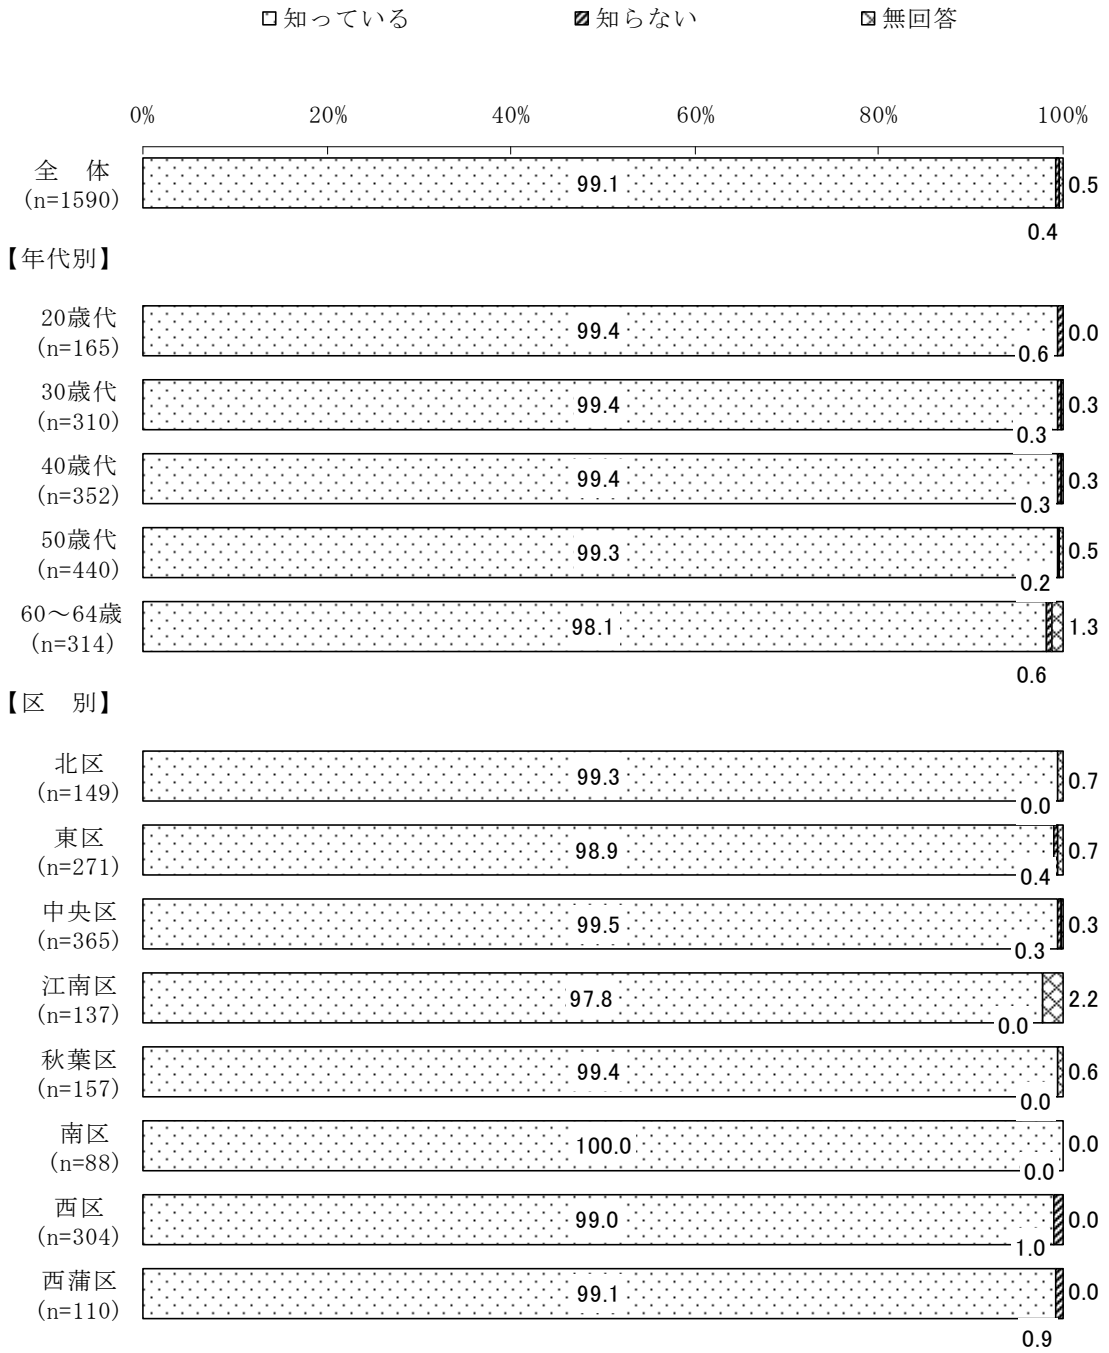 知っている 知らない 無回答
0% 20% 40% 60% 80% 100%
全　体
(n=1590)
99.1
0.5
0.4
【年代別】
20歳代
(n=165)
99.4
0.0
0.6
30歳代
(n=310)
99.4
0.3
0.3
40歳代
(n=352)
99.4
0.3
0.3
50歳代
(n=440)
99.3
0.5
0.2
60～64歳
(n=314)
98.1
1.3
0.6
【区　別】
北区
(n=149)
99.3
0.7
0.0
東区
(n=271)
98.9
0.7
0.4
中央区
(n=365)
99.5
0.3
0.3
江南区
(n=137)
97.8
2.2
0.0
秋葉区
(n=157)
99.4
0.6
0.0
南区
(n=88)
100.0
0.0
0.0
西区
(n=304)
99.0
0.0
1.0
西蒲区
(n=110)
99.1
0.0
0.9